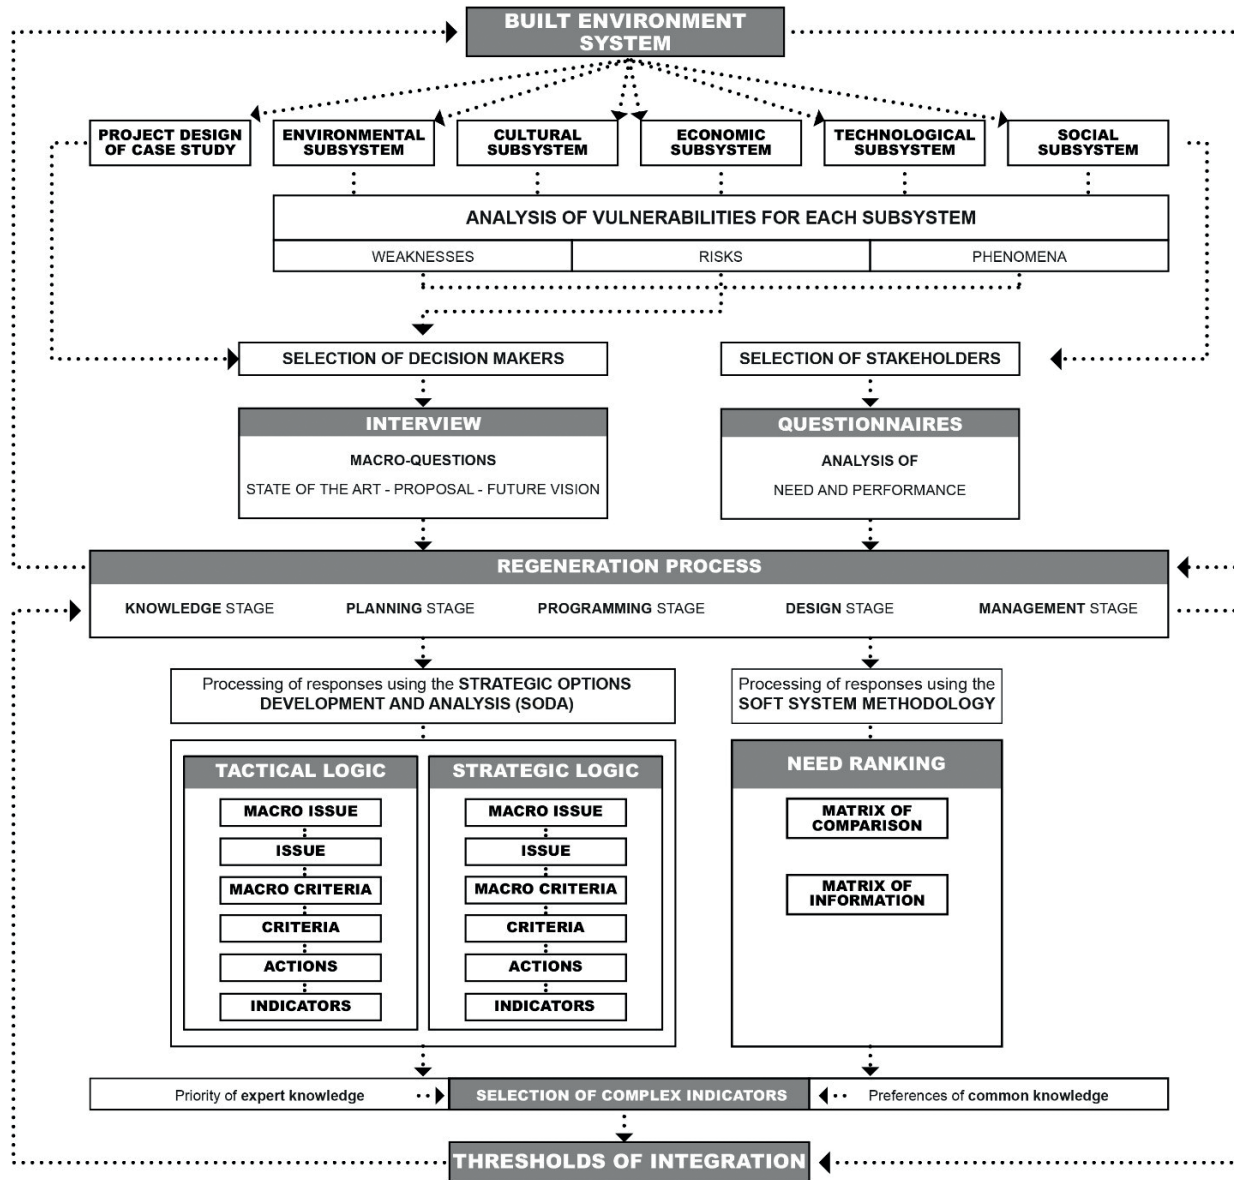 BUILT ENVIRONMENT
SYSTEM
PROJECT DESIGN
OF CASE STUDY
ENVIRONMENTAL
SUBSYSTEM
CULTURAL
SUBSYSTEM
ECONOMIC
SUBSYSTEM
TECHNOLOGICAL
SUBSYSTEM
SOCIAL
SUBSYSTEM
ANALYSIS OF VULNERABILITIES FOR EACH SUBSYSTEM
WEAKNESSES
RISKS
PHENOMENA
SELECTION OF DECISION MAKERS
SELECTION OF STAKEHOLDERS
INTERVIEW
MACRO-QUESTIONS
STATE OF THE ART - PROPOSAL - FUTURE VISION
QUESTIONNAIRES
ANALYSIS OF
NEED AND PERFORMANCE
REGENERATION PROCESS
KNOWLEDGE STAGE
PLANNING STAGE
PROGRAMMING STAGE
DESIGN STAGE
MANAGEMENT STAGE
Processing of responses using the STRATEGIC OPTIONS
DEVELOPMENT AND ANALYSIS (SODA)
Processing of responses using the
SOFT SYSTEM METHODOLOGY
TACTICAL LOGIC
MACRO ISSUE
ISSUE
MACRO CRITERIA
CRITERIA
ACTIONS
INDICATORS
STRATEGIC LOGIC
MACRO ISSUE
ISSUE
MACRO CRITERIA
CRITERIA
ACTIONS
INDICATORS
NEED RANKING
MATRIX OF
COMPARISON
MATRIX OF
INFORMATION
Priority of expert knowledge
SELECTION OF COMPLEX INDICATORS
Preferences of common knowledge
THRESHOLDS OF INTEGRATION